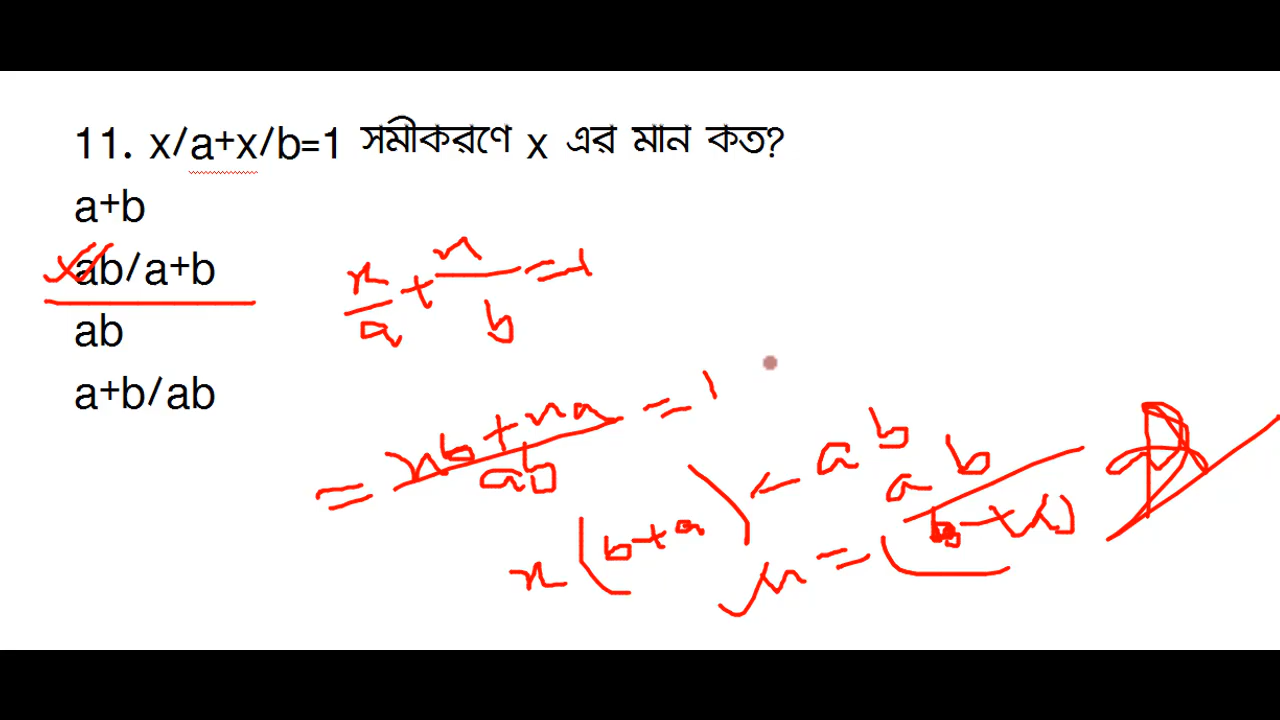 11. x/a+x/b=1 সমীকরণে x এর মান কত?
a+b
ab/a+b
ab
a+b/ab
x/a + x/b = 1
= xb+xa/ab = 1
x(b+a) = ab
x = ab/(b+a)